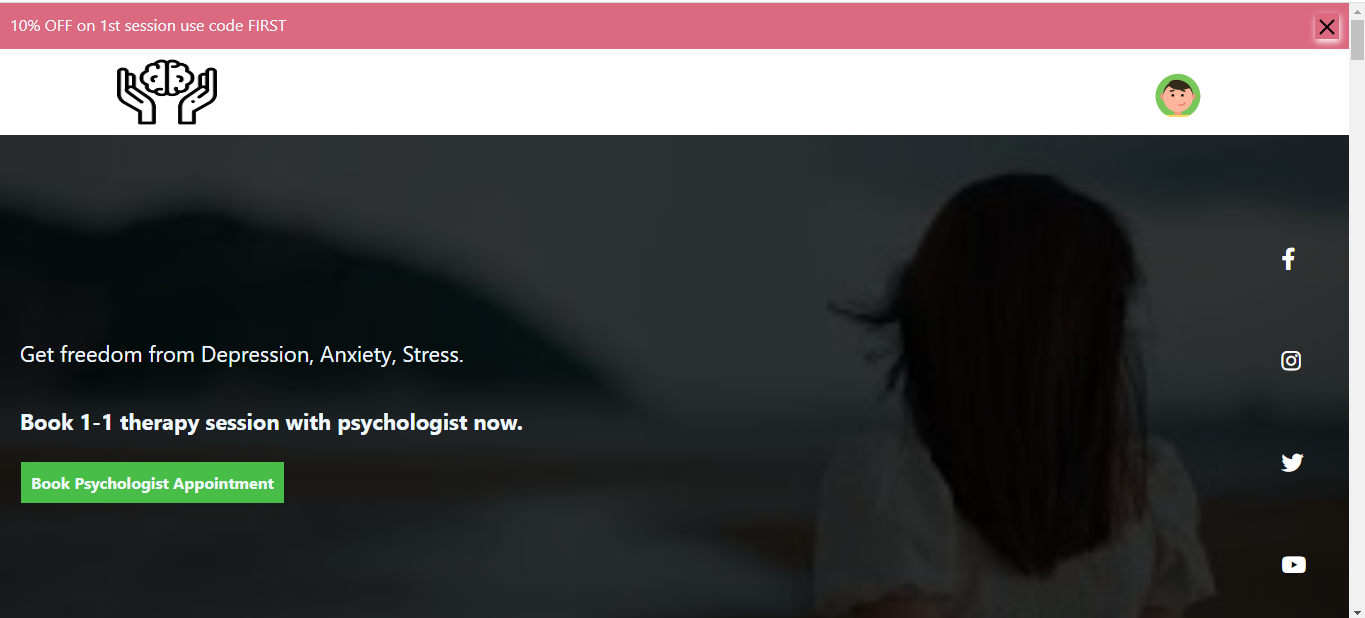 10% OFF on 1st session use code FIRST
Get freedom from Depression, Anxiety, Stress.
Book 1-1 therapy session with psychologist now.
Book Psychologist Appointment